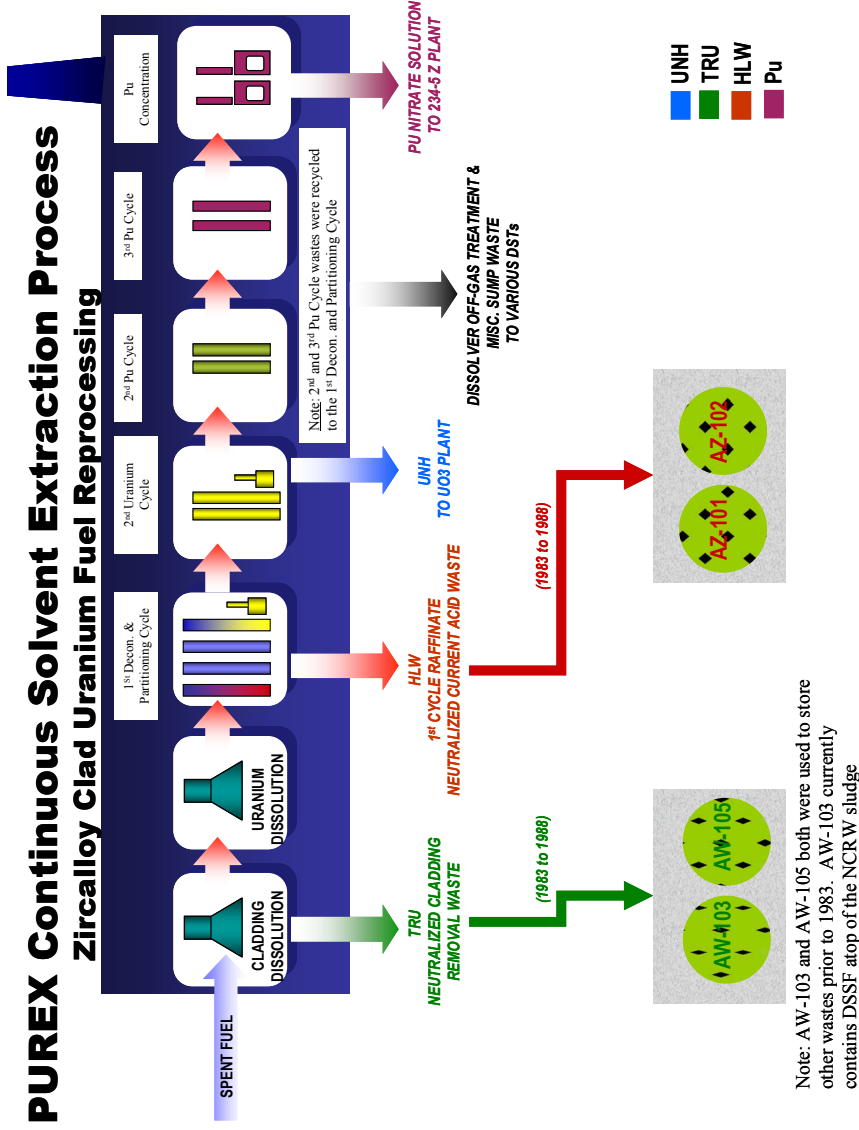 PUREX Continuous Solvent Extraction Process
Zircalloy Clad Uranium Fuel Reprocessing
SPENT FUEL
CLADDING
DISSOLUTION
URANIUM
DISSOLUTION
1St Decon. &
Partitioning Cycle
2nd Uranium
Cycle
2nd Pu Cycle
3rd Pu Cycle
Pu
Concentration
Note: 2nd and 3rd Pu Cycle wastes were recycled
to the 1st Decon. and Partitioning Cycle
TRU
NEUTRALIZED CLADDING
REMOVAL WASTE
HLW
1st CYCLE RAFFINATE
NEUTRALIZED CURRENT ACID WASTE
UNH
TO UO3 PLANT
DISSOLVER OFF-GAS TREATMENT &
MISC. SUMP WASTE
TO VARIOUS DSTs
PU NITRATE SOLUTION
TO 234-5 Z PLANT
(1983 to 1988)
(1983 to 1988)
AW-103
AW-105
AZ-101
AZ-102
UNH
TRU
HLW
Pu
Note: AW-103 and AW-105 both were used to store
other wastes prior to 1983. AW-103 currently
contains DSSF atop of the NCRW sludge